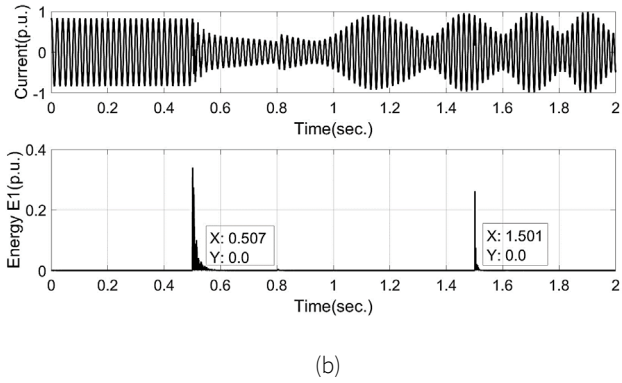 1
0
-1
Current(p.u.)
0 0.2 0.4 0.6 0.8 1 1.2 1.4 1.6 1.8 2
Time(sec.)
0.4
0.2
0
Energy E1(p.u.)
X: 0.507
Y: 0.0
X: 1.501
Y: 0.0
0 0.2 0.4 0.6 0.8 1 1.2 1.4 1.6 1.8 2
Time(sec.)
(b)